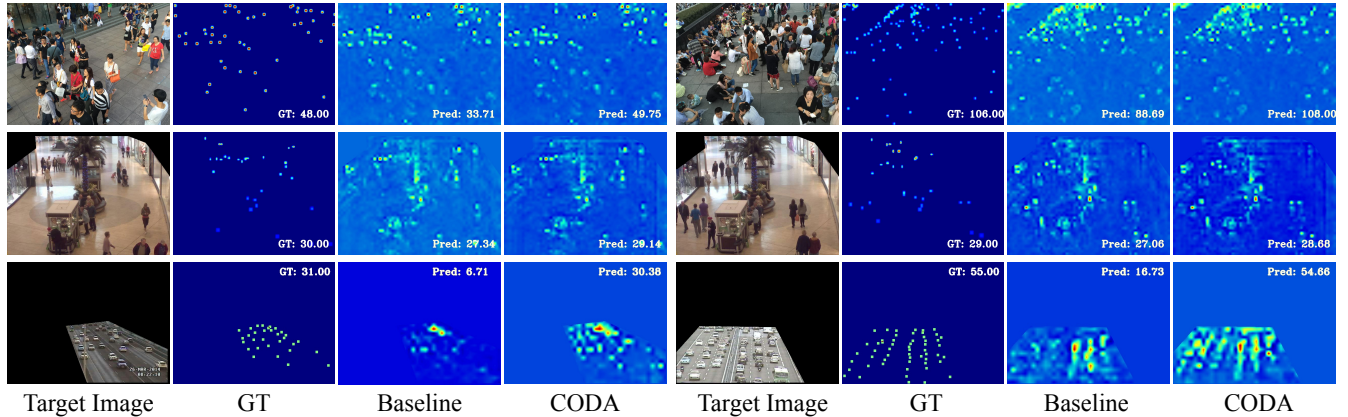 GT: 48.00 Pred: 33.71 Pred: 49.75 GT: 106.00 Pred: 88.69 Pred: 108.00
GT: 30.00 Pred: 27.34 Pred: 29.14 GT: 29.00 Pred: 27.06 Pred: 28.68
GT: 31.00 Pred: 6.71 Pred: 30.38 GT: 55.00 Pred: 16.73 Pred: 54.66
26-MAR-2014
Target Image GT Baseline CODA Target Image GT Baseline CODA